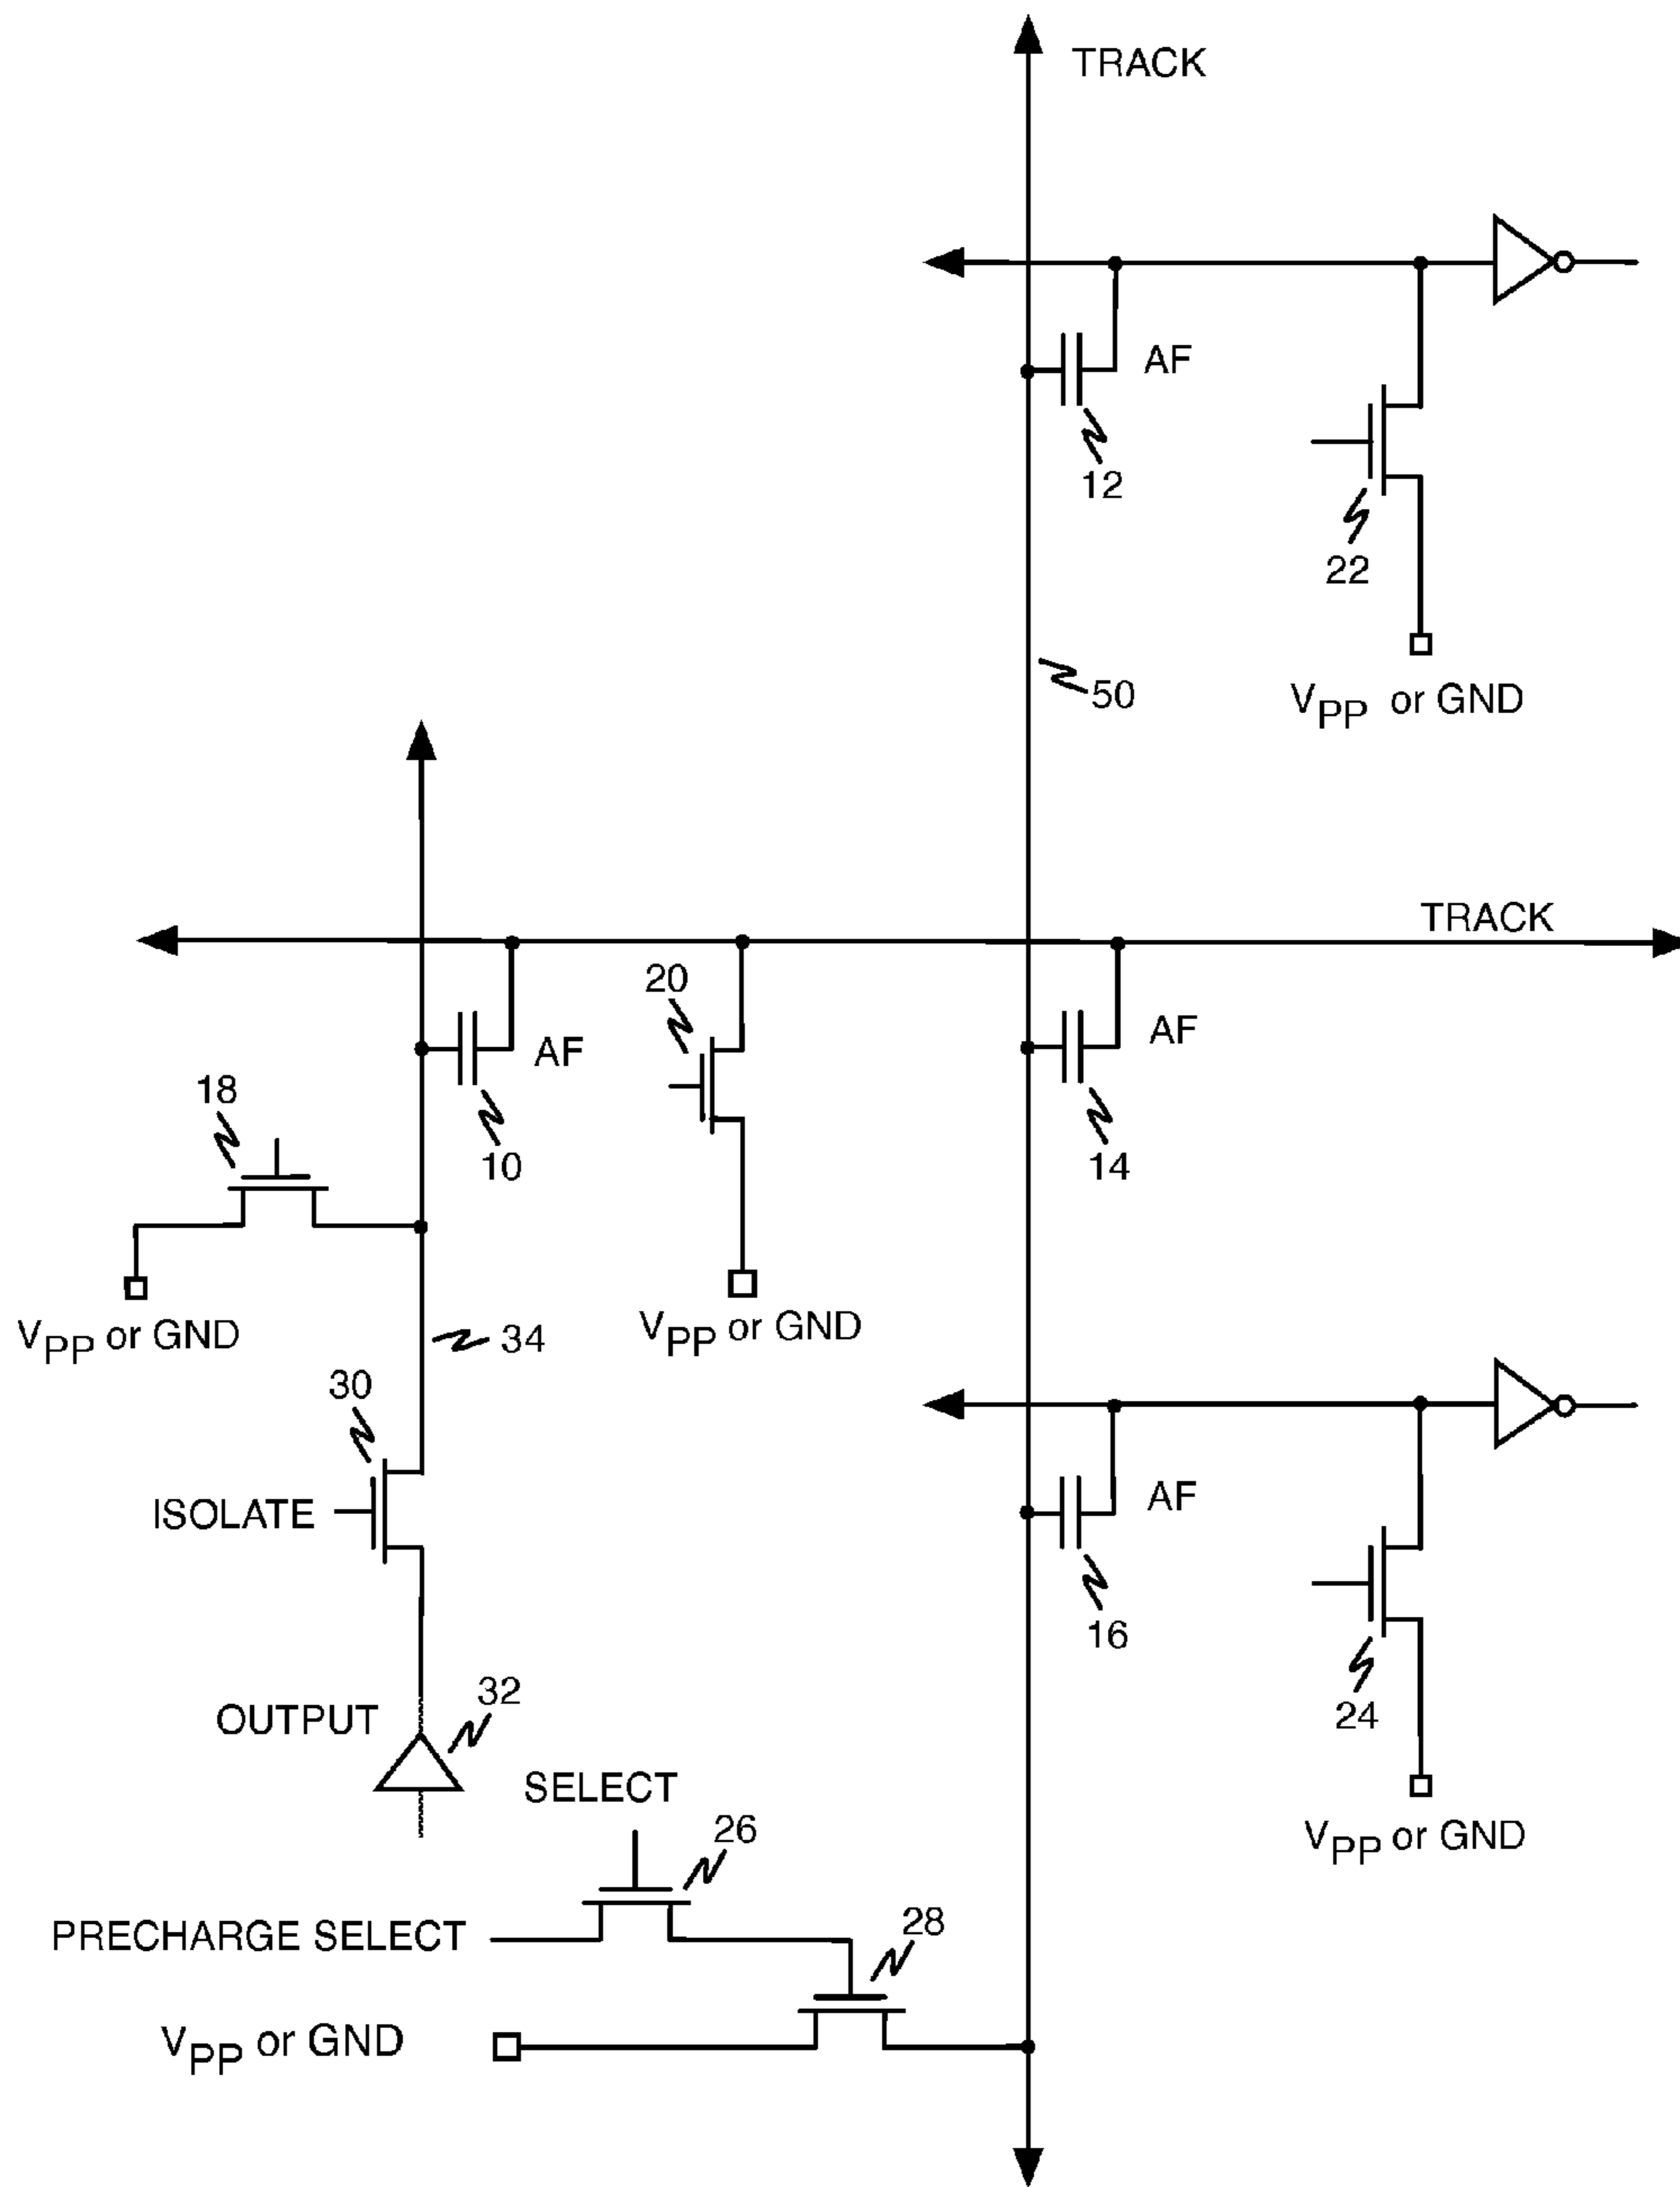 TRACK
AF
12
22
50
VPP or GND
TRACK
20
AF
AF
18
10
14
VPP or GND
VPP or GND
34
30
ISOLATE
AF
16
32
OUTPUT
24
SELECT
26
VPP or GND
28
PRECHARGE SELECT
VPP or GND